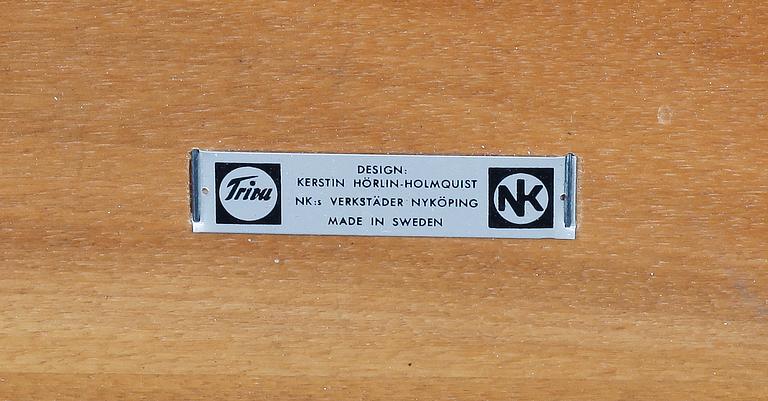 Triva
DESIGN:
KERSTIN HÖRLIN-HOLMQUIST
NK:s VERKSTÄDER NYKÖPING
MADE IN SWEDEN
NK